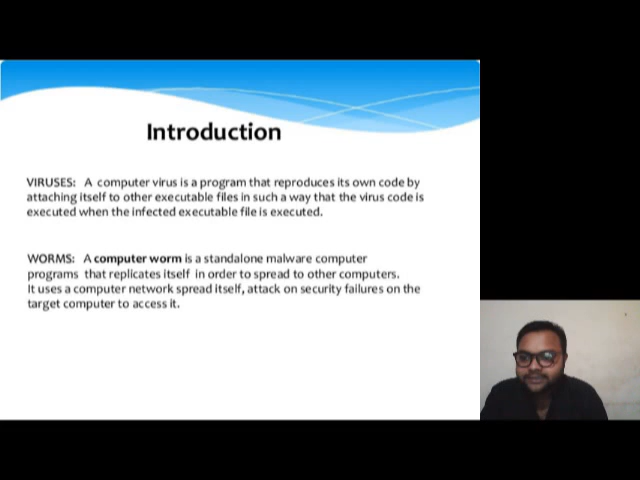 Introduction
VIRUSES: A computer virus is a program that reproduces its own code by
attaching itself to other executable files in such a way that the virus code is
executed when the infected executable file is executed.
WORMS: A computer worm is a standalone malware computer
programs that replicates itself in order to spread to other computers.
It uses a computer network spread itself, attack on security failures on the
target computer to access it.